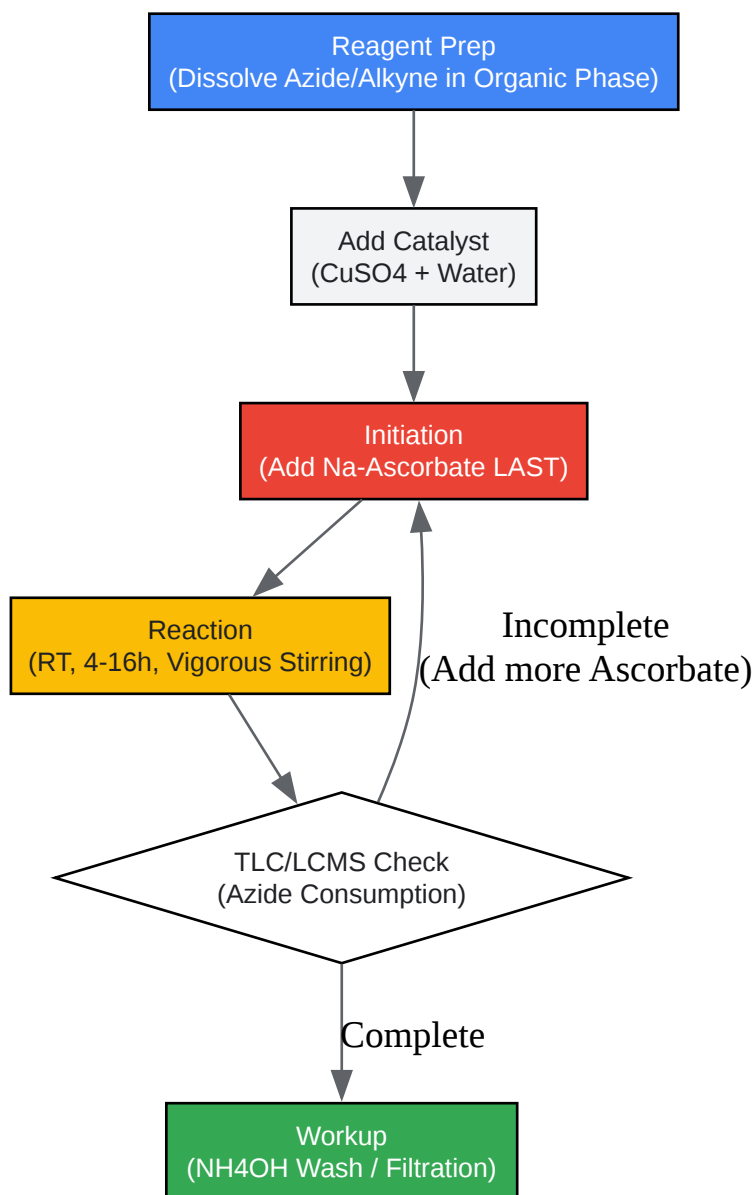 Reagent Prep
(Dissolve Azide/Alkyne in Organic Phase)
Add Catalyst
(CuSO4 + Water)
Initiation
(Add Na-Ascorbate LAST)
Reaction
(RT, 4-16h, Vigorous Stirring)
Incomplete
(Add more Ascorbate)
TLC/LCMS Check
(Azide Consumption)
Complete
Workup
(NH4OH Wash / Filtration)